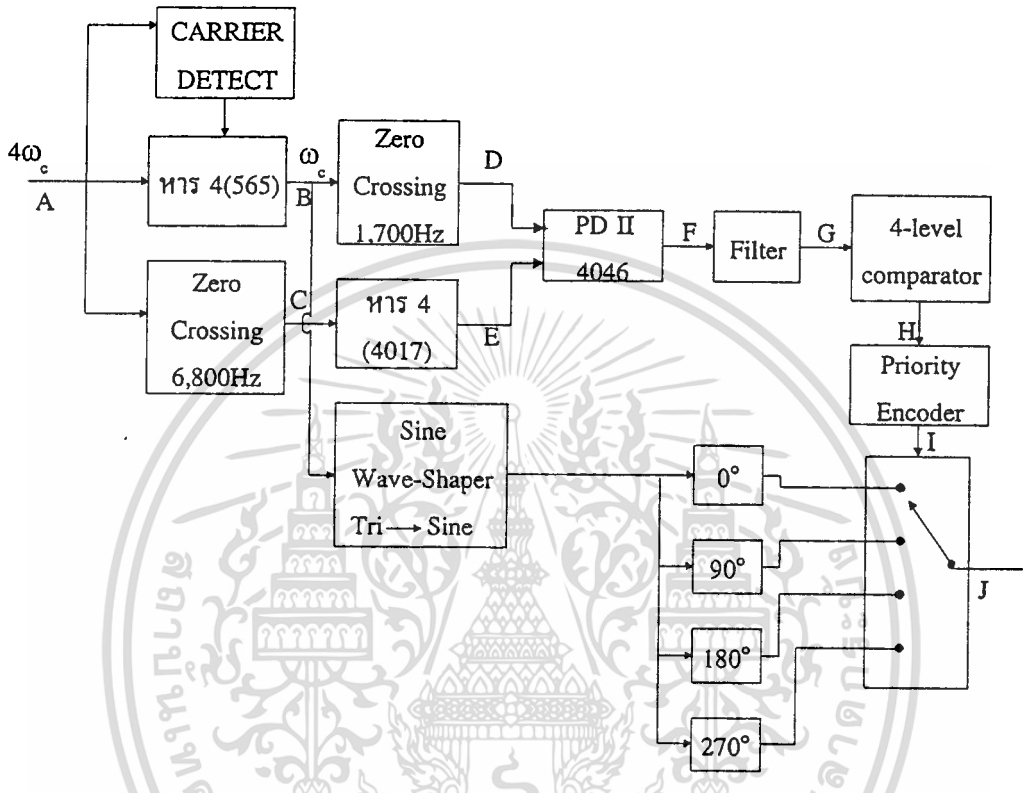 CARRIER
DETECT
4ω_c
A
หาร 4(565)
ω_c
B
Zero
Crossing
1,700Hz
D
PD II
4046
F
Filter
G
4-level
comparator
Zero
Crossing
6,800Hz
C
หาร 4
(4017)
E
H
Priority
Encoder
I
Sine
Wave-Shaper
Tri → Sine
0°
90°
180°
270°
J